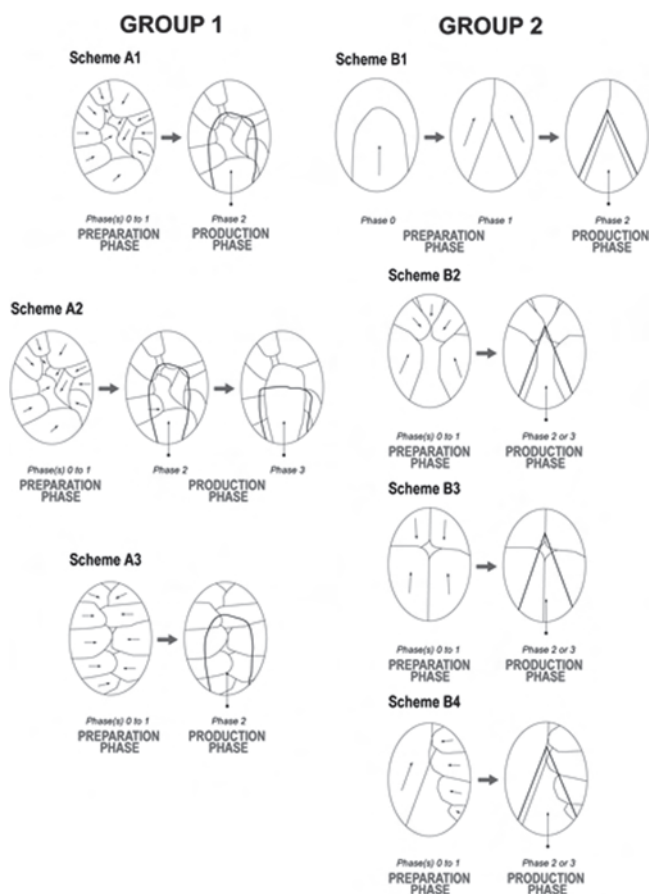 GROUP 1
Scheme A1
Phase(s) 0 to 1
PREPARATION
PHASE
Phase 2
PRODUCTION
PHASE
Scheme A2
Phase(s) 0 to 1
PREPARATION
PHASE
Phase 2
Phase 3
PRODUCTION
PHASE
Scheme A3
Phase(s) 0 to 1
PREPARATION
PHASE
Phase 2
PRODUCTION
PHASE
GROUP 2
Scheme B1
Phase 0
Phase 1
PREPARATION
PHASE
Phase 2
PRODUCTION
PHASE
Scheme B2
Phase(s) 0 to 1
PREPARATION
PHASE
Phase 2 or 3
PRODUCTION
PHASE
Scheme B3
Phase(s) 0 to 1
PREPARATION
PHASE
Phase 2 or 3
PRODUCTION
PHASE
Scheme B4
Phase(s) 0 to 1
PREPARATION
PHASE
Phase 2 or 3
PRODUCTION
PHASE